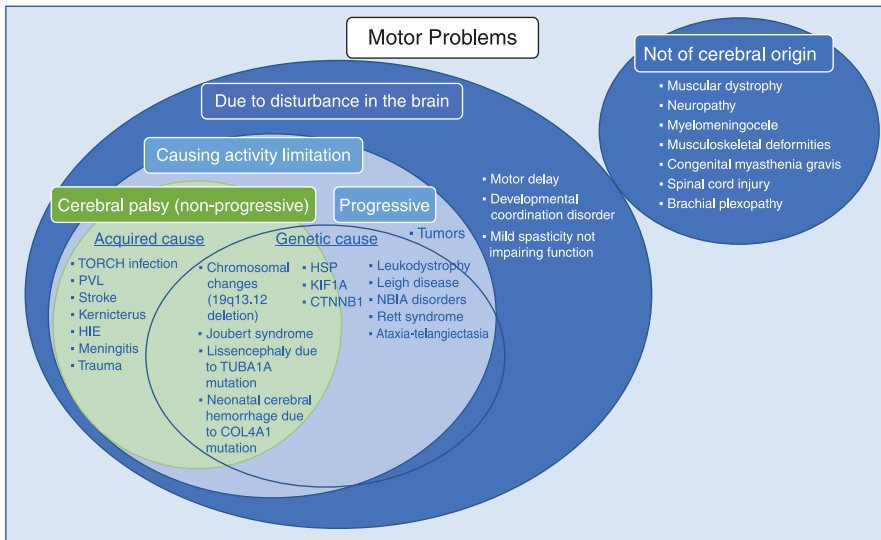 Motor Problems
Not of cerebral origin
▪ Muscular dystrophy
▪ Neuropathy
▪ Myelomeningocele
▪ Musculoskeletal deformities
▪ Congenital myasthenia gravis
▪ Spinal cord injury
▪ Brachial plexopathy
Due to disturbance in the brain
▪ Motor delay
▪ Developmental
coordination disorder
▪ Mild spasticity not
impairing function
Causing activity limitation
Cerebral palsy (non-progressive)
Progressive
▪ Tumors
Acquired cause
▪ TORCH infection
▪ PVL
▪ Stroke
▪ Kernicterus
▪ HIE
▪ Meningitis
▪ Trauma
Genetic cause
▪ Chromosomal
changes
(19q13.12
deletion)
▪ Joubert syndrome
▪ Lissencephaly due
to TUBA1A
mutation
▪ Neonatal cerebral
hemorrhage due
to COL4A1
mutation
▪ HSP
▪ KIF1A
▪ CTNNB1
▪ Leukodystrophy
▪ Leigh disease
▪ NBIA disorders
▪ Rett syndrome
▪ Ataxia-telangiectasia